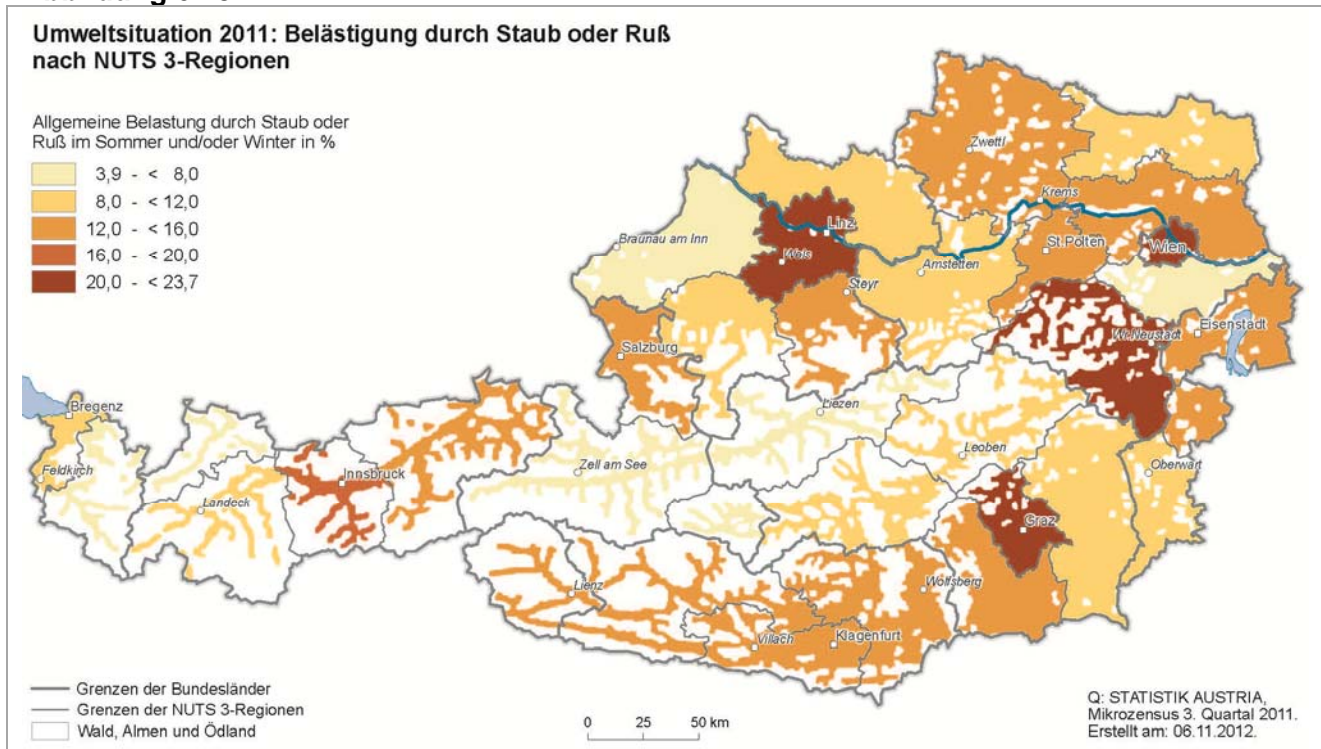 Umweltsituation 2011: Belästigung durch Staub oder Ruß
nach NUTS 3-Regionen
Allgemeine Belastung durch Staub oder
Ruß im Sommer und/oder Winter in %
3,9 - < 8,0
8,0 - < 12,0
12,0 - < 16,0
16,0 - < 20,0
20,0 - < 23,7
Zwettl
Krems
Linz
Braunau am Inn
Wels
St.Pölten
Wien
Amstetten
Steyr
Wr.Neustadt
Eisenstadt
Salzburg
Bregenz
Liezen
Leoben
Oberwart
Feldkirch
Innsbruck
Zell am See
Landeck
Graz
Lienz
Wolfsberg
Villach
Klagenfurt
Grenzen der Bundesländer
Grenzen der NUTS 3-Regionen
Wald, Almen und Ödland
0 25 50 km
Q: STATISTIK AUSTRIA,
Mikrozensus 3. Quartal 2011.
Erstellt am: 06.11.2012.